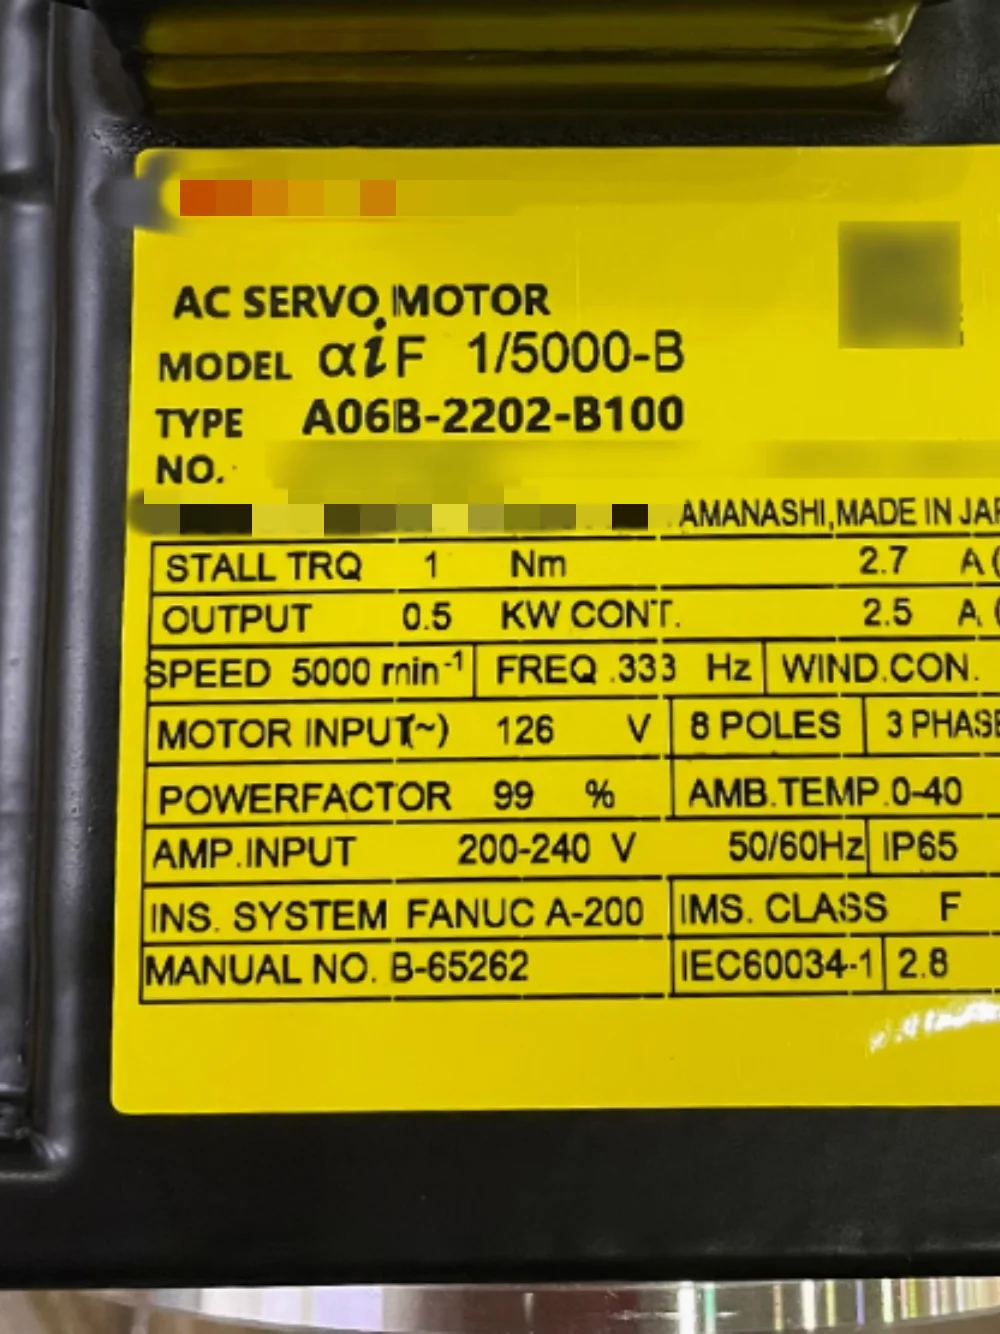 AC SERVO MOTOR
MODEL αiF 1/5000-B
TYPE A06B-2202-B100
NO.
AMANASHI,MADE IN JAP
STALL TRQ 1 Nm 2.7 A (
OUTPUT 0.5 KW CONT. 2.5 A. (
SPEED 5000 min-1 FREQ .333 Hz WIND.CON.
MOTOR INPUT(~) 126 V 8 POLES 3 PHASE
POWERFACTOR 99 % AMB.TEMP.0-40
AMP.INPUT 200-240 V 50/60Hz IP65
INS. SYSTEM FANUC A-200 IMS. CLASS F
MANUAL NO. B-65262 IEC60034-1 2.8